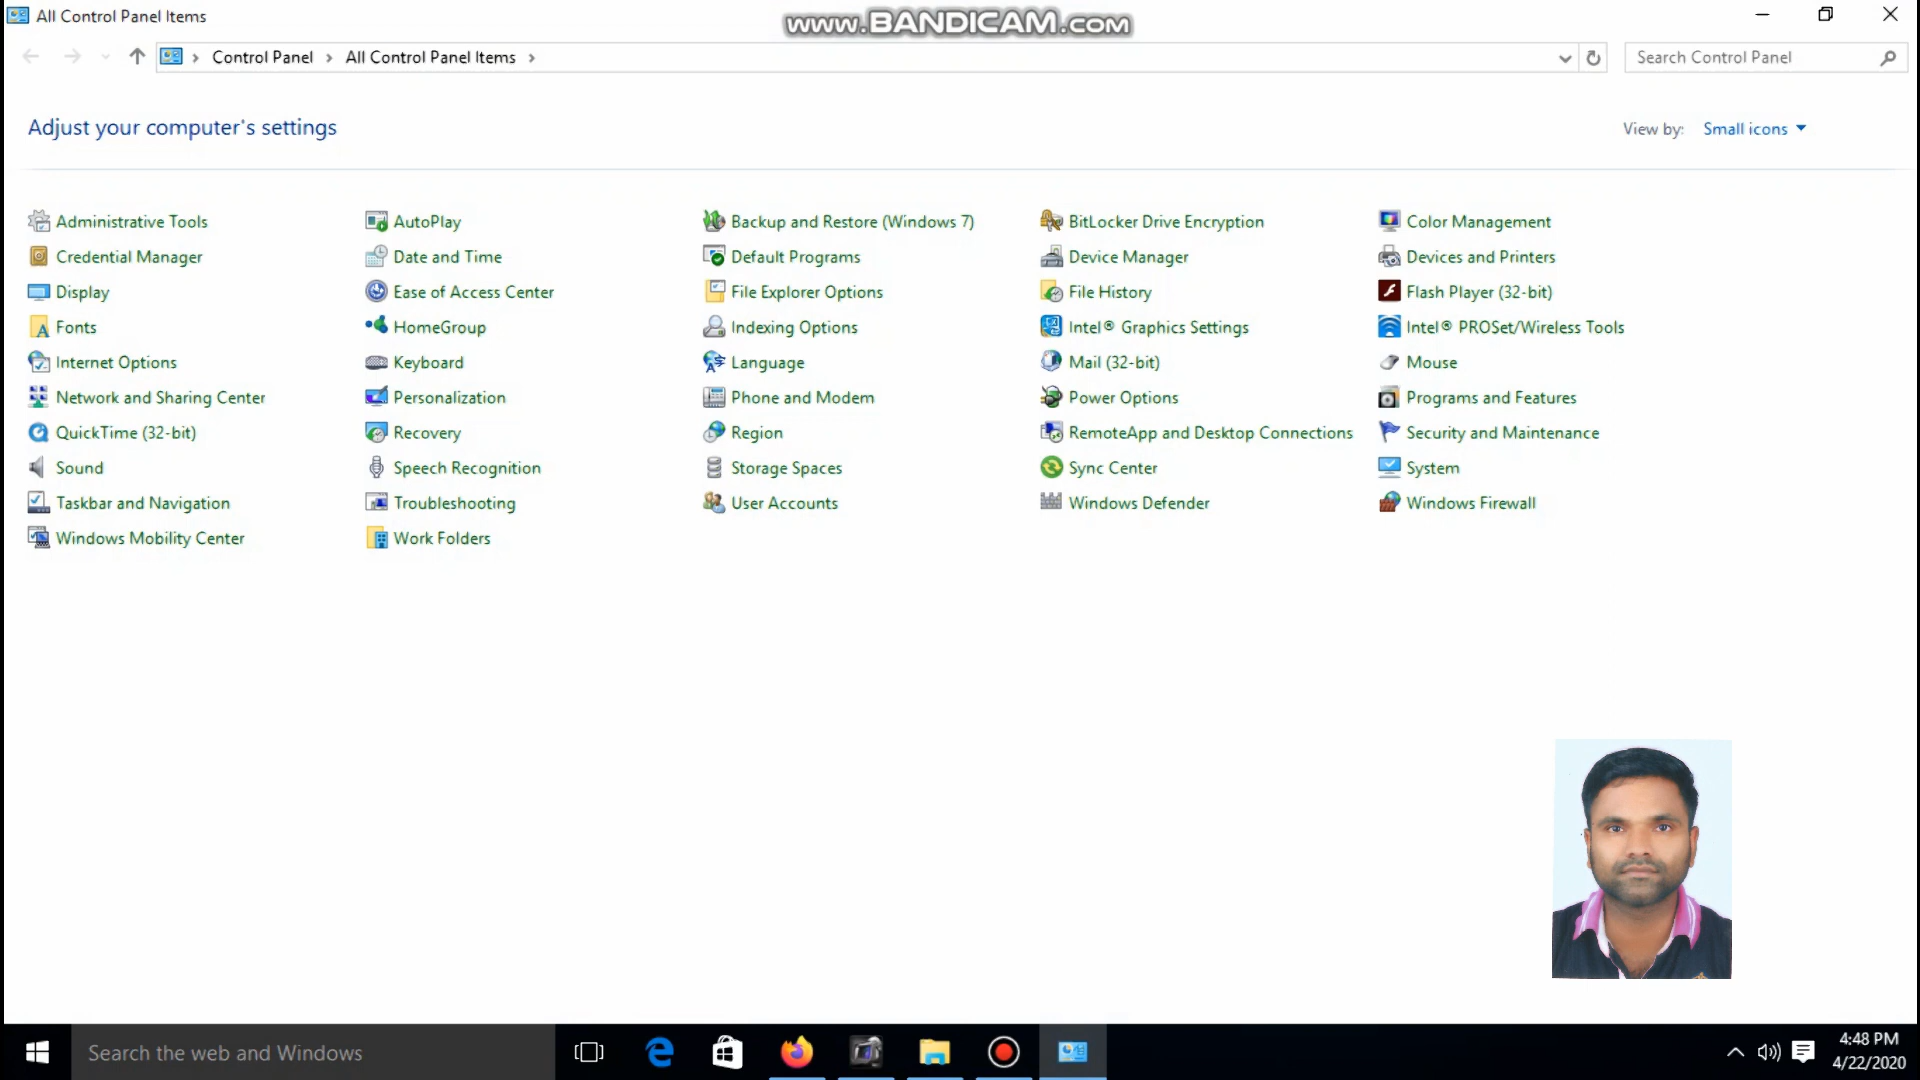 All Control Panel Items
www.BANDICAM.com
Control Panel > All Control Panel Items >
Search Control Panel
Adjust your computer's settings
View by: Small icons
Administrative Tools
AutoPlay
Backup and Restore (Windows 7)
BitLocker Drive Encryption
Color Management
Credential Manager
Date and Time
Default Programs
Device Manager
Devices and Printers
Display
Ease of Access Center
File Explorer Options
File History
Flash Player (32-bit)
Fonts
HomeGroup
Indexing Options
Intel® Graphics Settings
Intel® PROSet/Wireless Tools
Internet Options
Keyboard
Language
Mail (32-bit)
Mouse
Network and Sharing Center
Personalization
Phone and Modem
Power Options
Programs and Features
QuickTime (32-bit)
Recovery
Region
RemoteApp and Desktop Connections
Security and Maintenance
Sound
Speech Recognition
Storage Spaces
Sync Center
System
Taskbar and Navigation
Troubleshooting
User Accounts
Windows Defender
Windows Firewall
Windows Mobility Center
Work Folders
Search the web and Windows
4:48 PM
4/22/2020